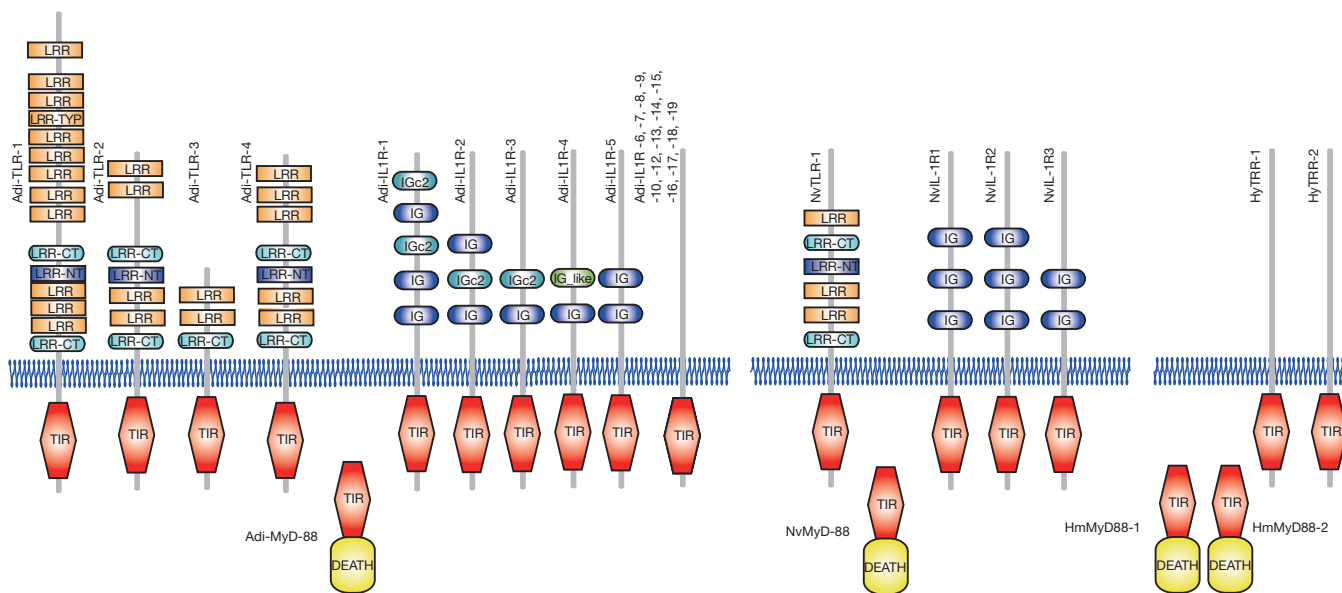 Adi-TLR-1
LRR
LRR
LRR
LRR-TYP
LRR
LRR
LRR
LRR
LRR
LRR-CT
LRR-NT
LRR
LRR
LRR
LRR-CT
TIR
Adi-TLR-2
LRR
LRR
LRR-CT
LRR-NT
LRR
LRR
LRR-CT
TIR
Adi-TLR-3
LRR
LRR
LRR-CT
TIR
Adi-TLR-4
LRR
LRR
LRR
LRR-CT
LRR-NT
LRR
LRR
LRR-CT
TIR
Adi-MyD-88
TIR
DEATH
Adi-IL1R-1
IGc2
IG
IGc2
IG
IG
TIR
Adi-IL1R-2
IG
IGc2
IG
TIR
Adi-IL1R-3
IGc2
IG
TIR
Adi-IL1R-4
IG_like
IG
TIR
Adi-IL1R-5
IG
IG
TIR
Adi-IL1R -6, -7, -8, -9,
-10, -12, -13, -14, -15,
-16, -17, -18, -19
TIR
NvTLR-1
LRR
LRR-CT
LRR-NT
LRR
LRR
LRR-CT
TIR
NvMyD-88
TIR
DEATH
NvIL-1R1
IG
IG
IG
TIR
NvIL-1R2
IG
IG
IG
TIR
NvIL-1R3
IG
IG
TIR
HmMyD88-1
TIR
DEATH
TIR
DEATH
HmMyD88-2
HyTRR-1
TIR
HyTRR-2
TIR